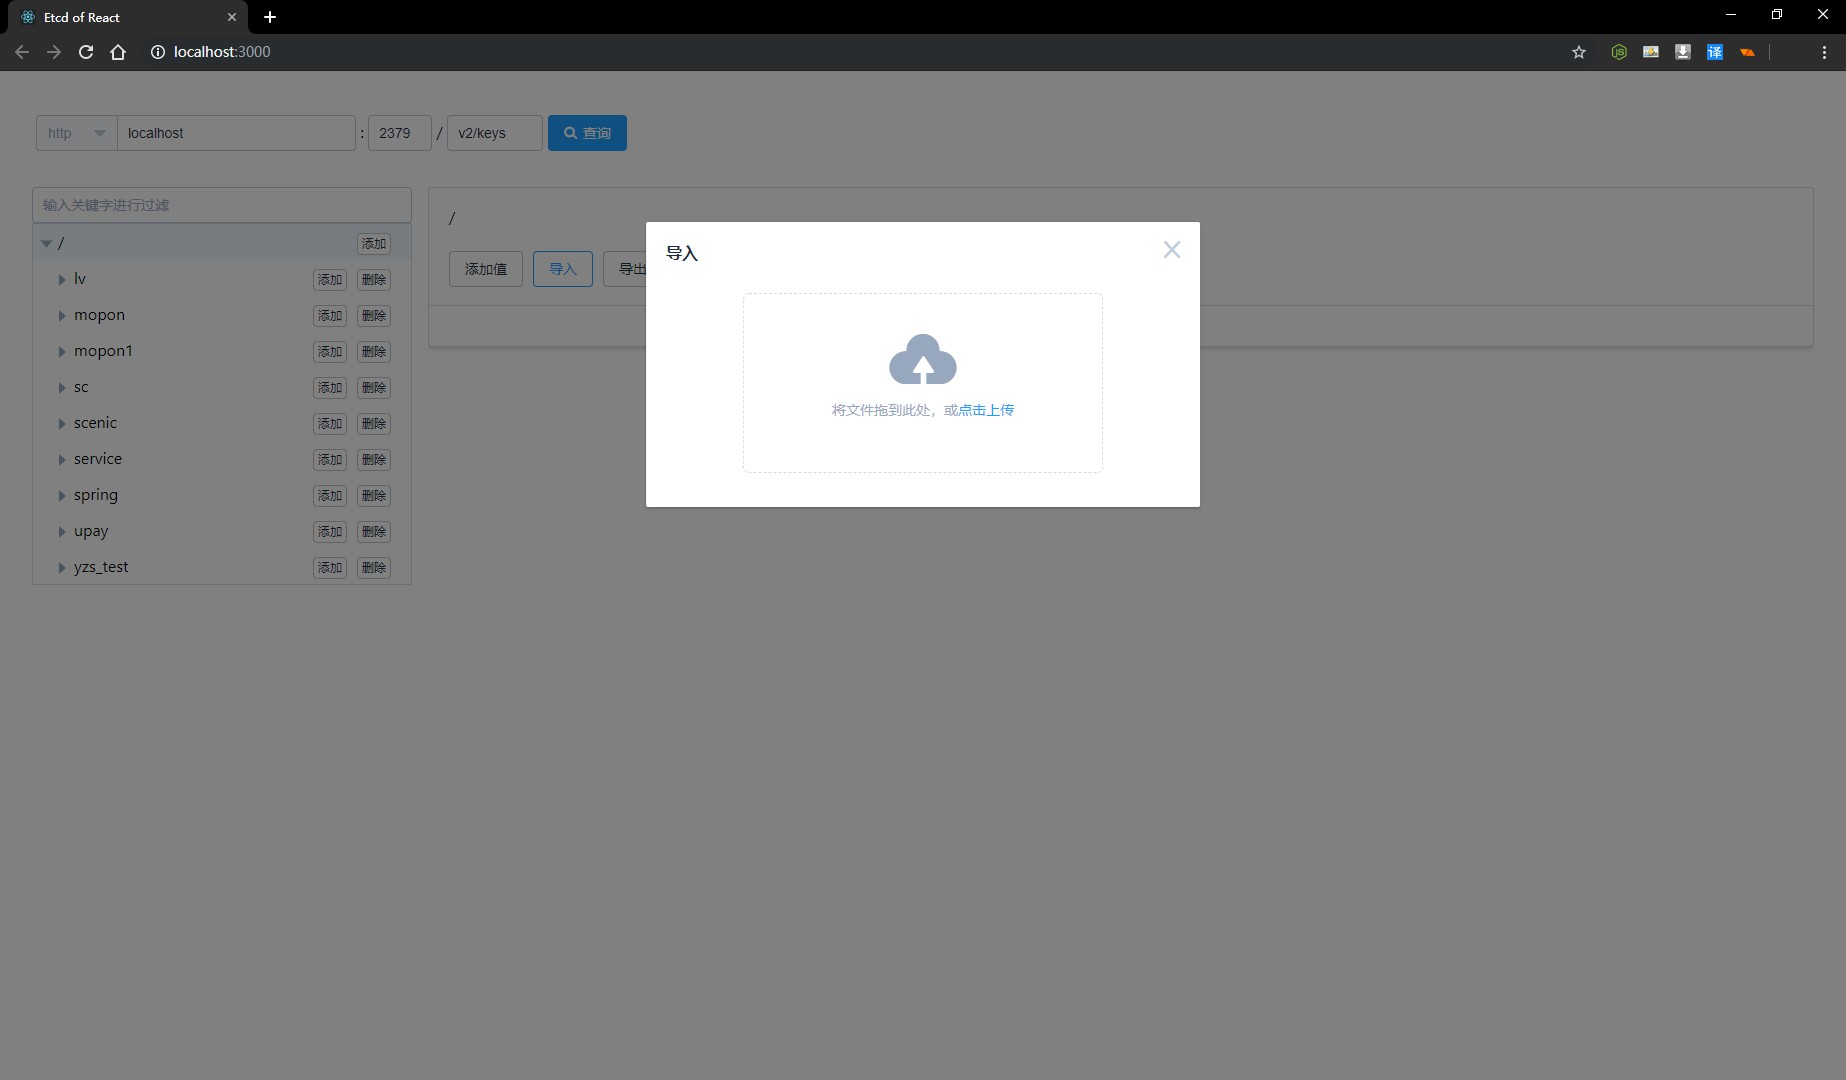 Etcd of React
localhost:3000
http localhost : 2379 / v2/keys 查询
输入关键字进行过滤
/ 添加
lv 添加 删除
mopon 添加 删除
mopon1 添加 删除
sc 添加 删除
scenic 添加 删除
service 添加 删除
spring 添加 删除
upay 添加 删除
yzs_test 添加 删除
/
添加值 导入 导出
导入
将文件拖到此处，或点击上传
译